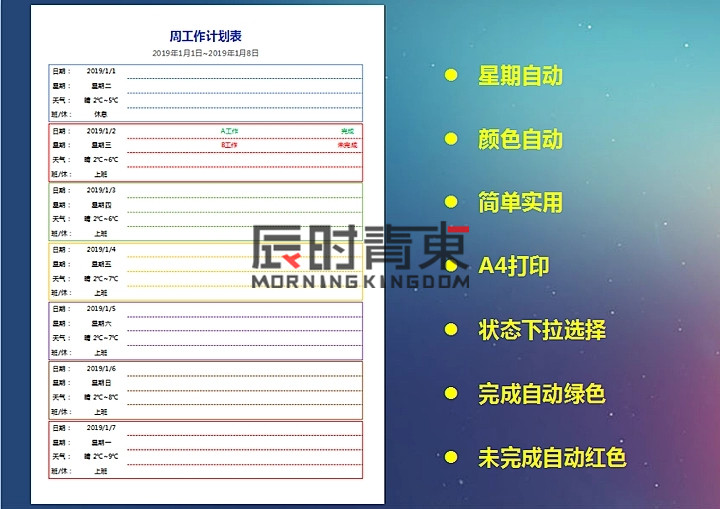 周工作计划表
2019年1月1日~2019年1月8日
日期： 2019/1/1
星期： 星期二
天气： 晴 2℃~5℃
班/休： 休息
日期： 2019/1/2 A工作 完成
星期： 星期三 B工作 未完成
天气： 晴 2℃~6℃
班/休： 上班
日期： 2019/1/3
星期： 星期四
天气： 晴 2℃~6℃
班/休： 上班
日期： 2019/1/4
星期： 星期五
天气： 晴 2℃~7℃
班/休： 上班
日期： 2019/1/5
星期： 星期六
天气： 晴 2℃~7℃
班/休： 上班
日期： 2019/1/6
星期： 星期日
天气： 晴 2℃~8℃
班/休： 上班
日期： 2019/1/7
星期： 星期一
天气： 晴 2℃~9℃
班/休： 上班
辰时青東
MORNINGKINGDOM
星期自动
颜色自动
简单实用
A4打印
状态下拉选择
完成自动绿色
未完成自动红色